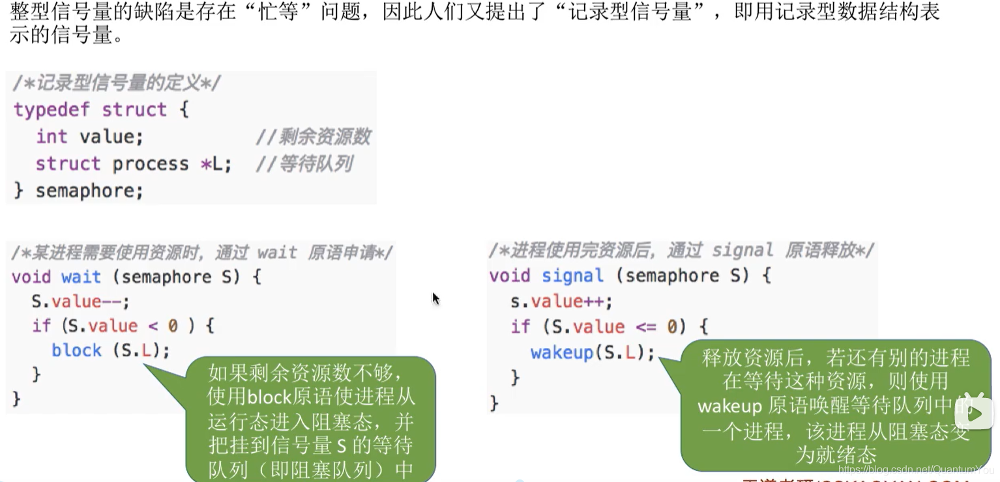 整型信号量的缺陷是存在“忙等”问题，因此人们又提出了“记录型信号量”，即用记录型数据结构表
示的信号量。
/*记录型信号量的定义*/
typedef struct {
int value; //剩余资源数
struct process *L; //等待队列
} semaphore;
/*某进程需要使用资源时，通过 wait 原语申请*/
void wait (semaphore S) {
S.value--;
if (S.value < 0 ) {
block (S.L);
}
}
如果剩余资源数不够，
使用block原语使进程从
运行态进入阻塞态，并
把挂到信号量 S 的等待
队列（即阻塞队列）中
/*进程使用完资源后，通过 signal 原语释放*/
void signal (semaphore S) {
s.value++;
if (S.value <= 0) {
wakeup(S.L);
}
}
释放资源后，若还有别的进程
在等待这种资源，则使用
wakeup 原语唤醒等待队列中的
一个进程，该进程从阻塞态变
为就绪态
https://blog.csdn.net/QuantumYou